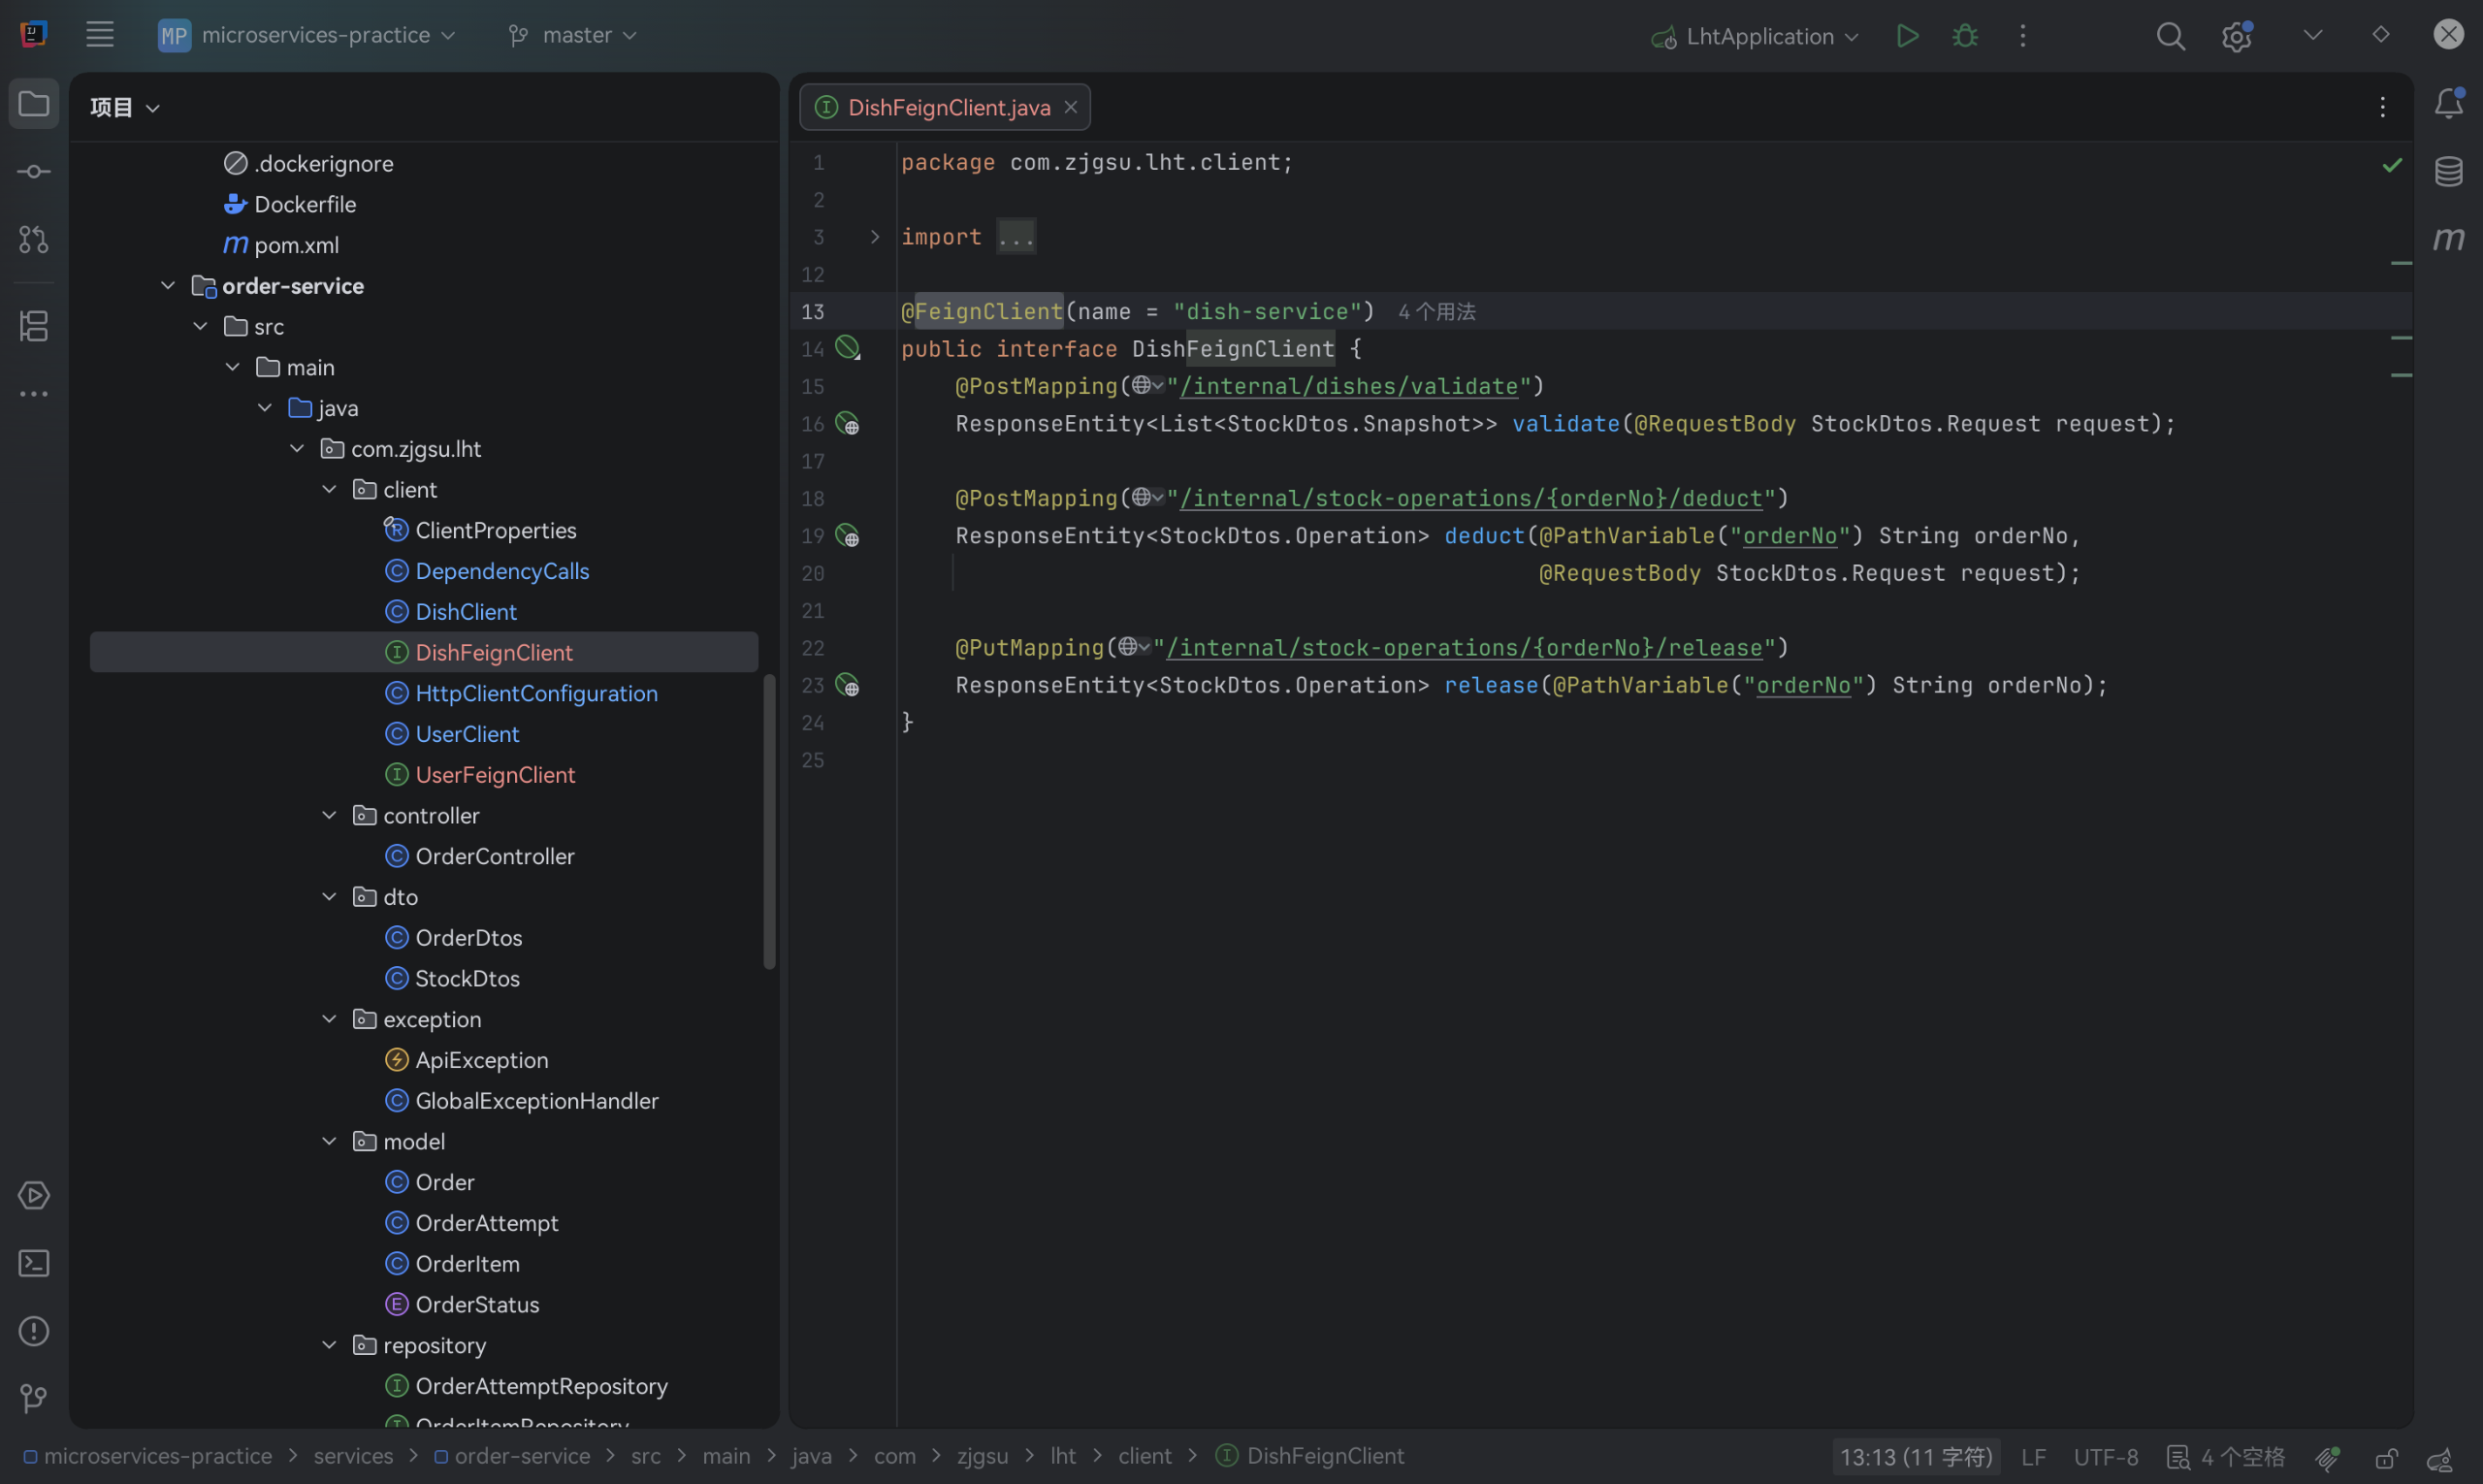 MP microservices-practice master LhtApplication
项目
DishFeignClient.java
.dockerignore
Dockerfile
pom.xml
order-service
src
main
java
com.zjgsu.lht
client
ClientProperties
DependencyCalls
DishClient
DishFeignClient
HttpClientConfiguration
UserClient
UserFeignClient
controller
OrderController
dto
OrderDtos
StockDtos
exception
ApiException
GlobalExceptionHandler
model
Order
OrderAttempt
OrderItem
OrderStatus
repository
OrderAttemptRepository
OrderItemRepository
1 package com.zjgsu.lht.client;
2
3 import ...
12
13 @FeignClient(name = "dish-service") 4 个用法
14 public interface DishFeignClient {
15 @PostMapping("/internal/dishes/validate")
16 ResponseEntity<List<StockDtos.Snapshot>> validate(@RequestBody StockDtos.Request request);
17
18 @PostMapping("/internal/stock-operations/{orderNo}/deduct")
19 ResponseEntity<StockDtos.Operation> deduct(@PathVariable("orderNo") String orderNo,
20 @RequestBody StockDtos.Request request);
21
22 @PutMapping("/internal/stock-operations/{orderNo}/release")
23 ResponseEntity<StockDtos.Operation> release(@PathVariable("orderNo") String orderNo);
24 }
25
microservices-practice > services > order-service > src > main > java > com > zjgsu > lht > client > DishFeignClient 13:13 (11 字符) LF UTF-8 4 个空格